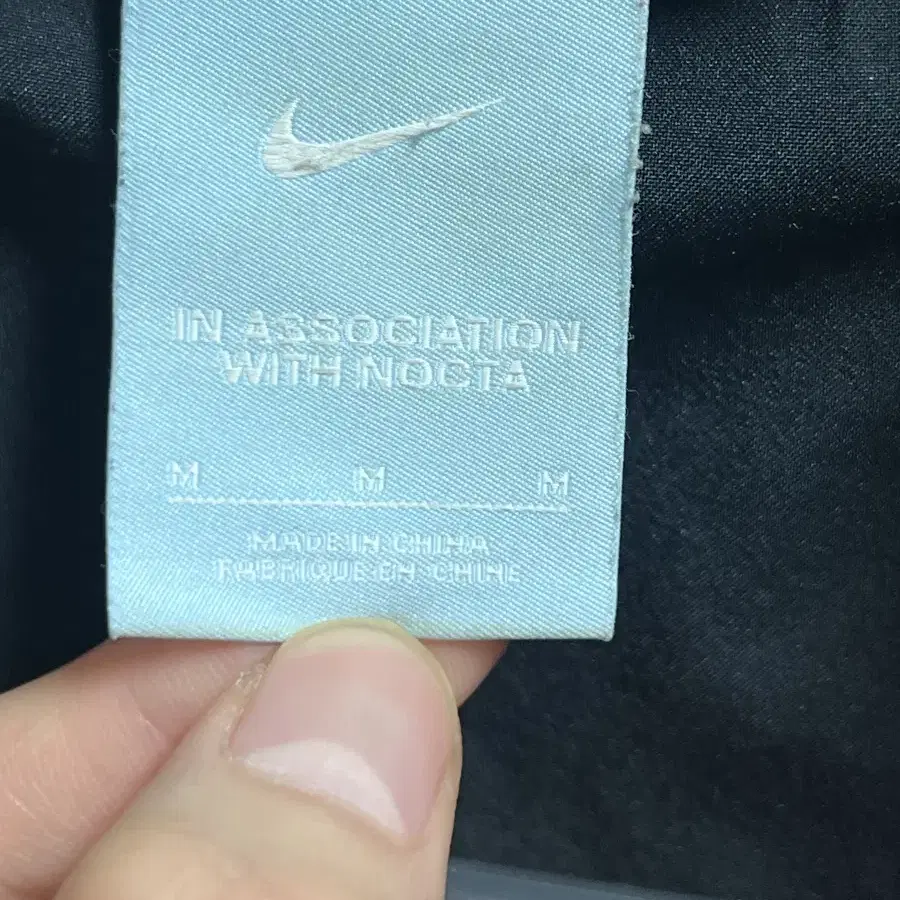 IN ASSOCIATION
WITH NOCTA
M M M
MADE IN CHINA
FABRIQUE EN CHINE